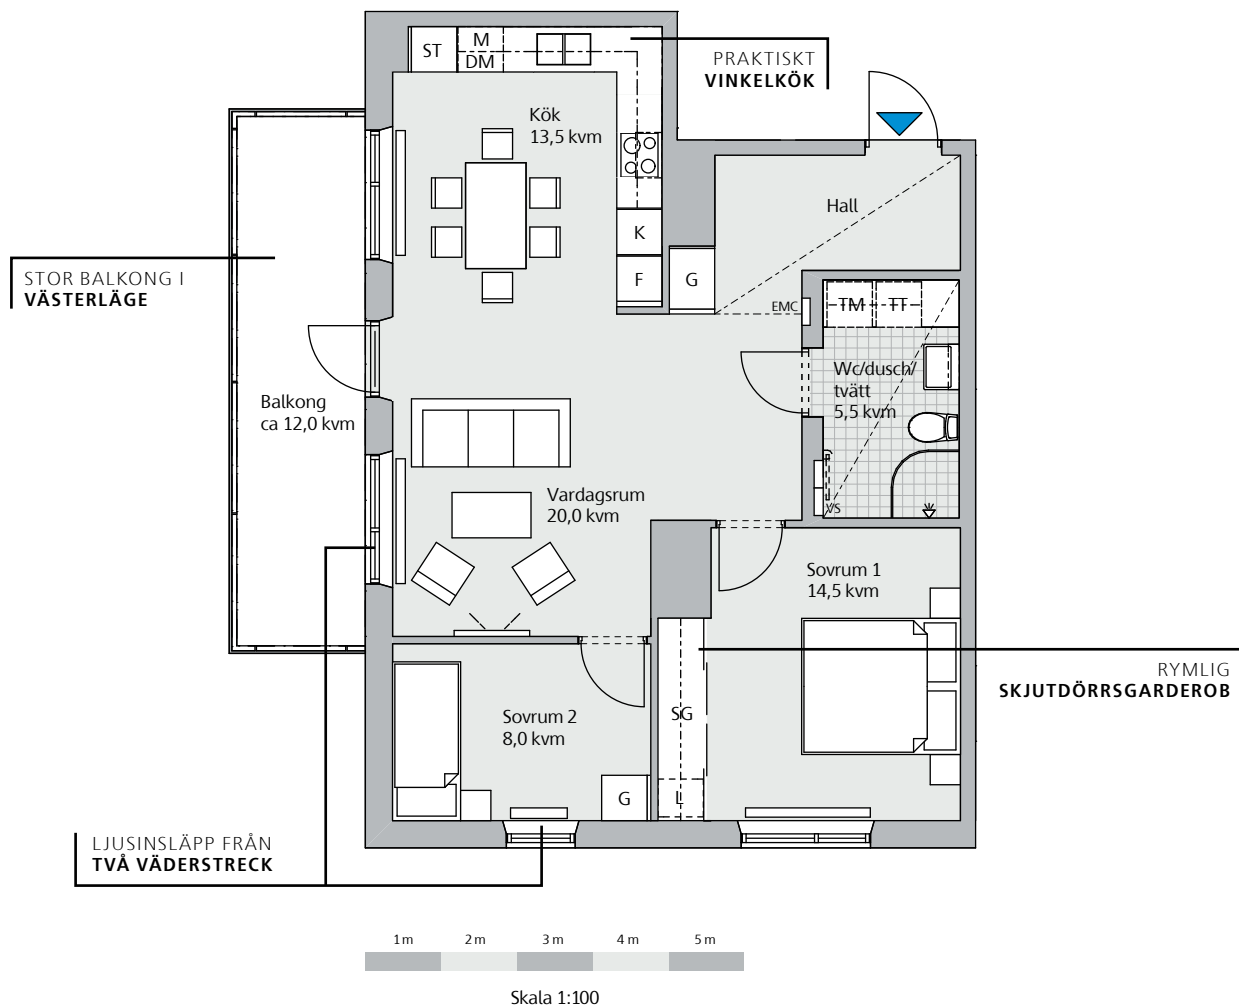 ST
M
DM
PRAKTISKT
VINKELKÖK
Kök
13,5 kvm
Hall
K
F
G
STOR BALKONG I
VÄSTERLÄGE
EMC
TM
TT
Wc/dusch/
tvätt
5,5 kvm
Balkong
ca 12,0 kvm
Vardagsrum
20,0 kvm
VS
Sovrum 1
14,5 kvm
RYMLIG
SKJUTDÖRRSGARDEROB
Sovrum 2
8,0 kvm
SG
G
L
LJUSINSLÄPP FRÅN
TVÅ VÄDERSTRECK
1 m 2 m 3 m 4 m 5 m
Skala 1:100